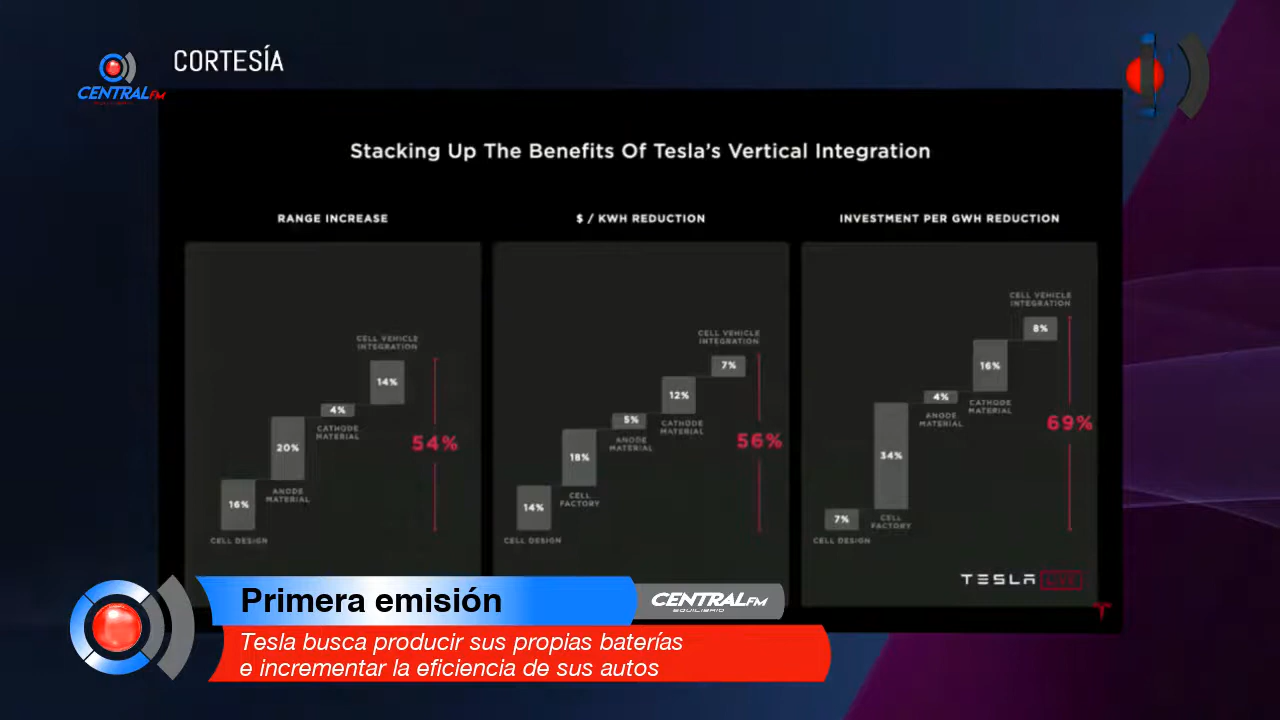 CORTESÍA
CENTRAL FM
Stacking Up The Benefits Of Tesla's Vertical Integration
RANGE INCREASE
CELL VEHICLE
INTEGRATION
14%
4%
CATHODE
MATERIAL
20%
ANODE
MATERIAL
16%
CELL DESIGN
54%
$ / KWH REDUCTION
CELL VEHICLE
INTEGRATION
7%
12%
CATHODE
MATERIAL
5%
ANODE
MATERIAL
18%
CELL
FACTORY
14%
CELL DESIGN
56%
INVESTMENT PER GWH REDUCTION
CELL VEHICLE
INTEGRATION
8%
16%
CATHODE
MATERIAL
4%
ANODE
MATERIAL
34%
CELL
FACTORY
7%
CELL DESIGN
69%
TESLA LIVE
Primera emisión
CENTRAL FM
EQUILIBRIO
Tesla busca producir sus propias baterías
e incrementar la eficiencia de sus autos